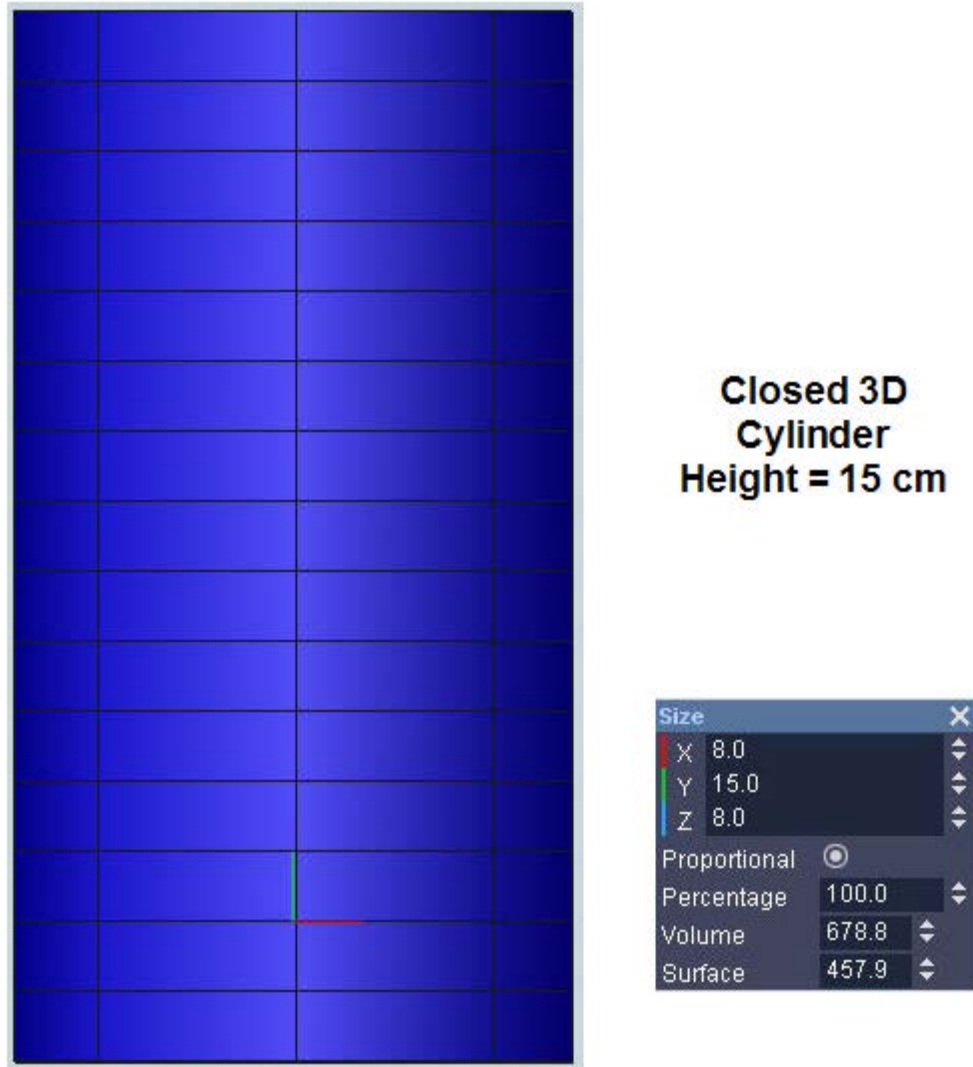 Closed 3D
Cylinder
Height = 15 cm
Size
X 8.0
Y 15.0
Z 8.0
Proportional
Percentage 100.0
Volume 678.8
Surface 457.9